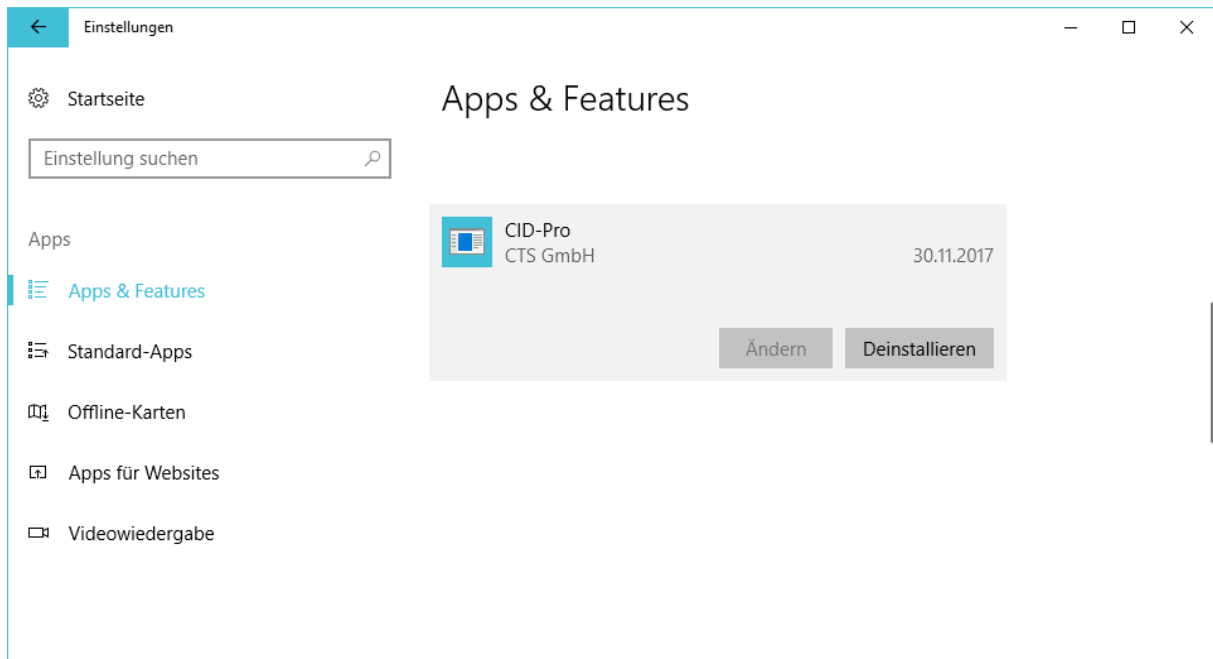 Einstellungen
Startseite
Einstellung suchen
Apps
Apps & Features
Standard-Apps
Offline-Karten
Apps für Websites
Videowiedergabe
Apps & Features
CID-Pro
CTS GmbH 30.11.2017
Ändern Deinstallieren